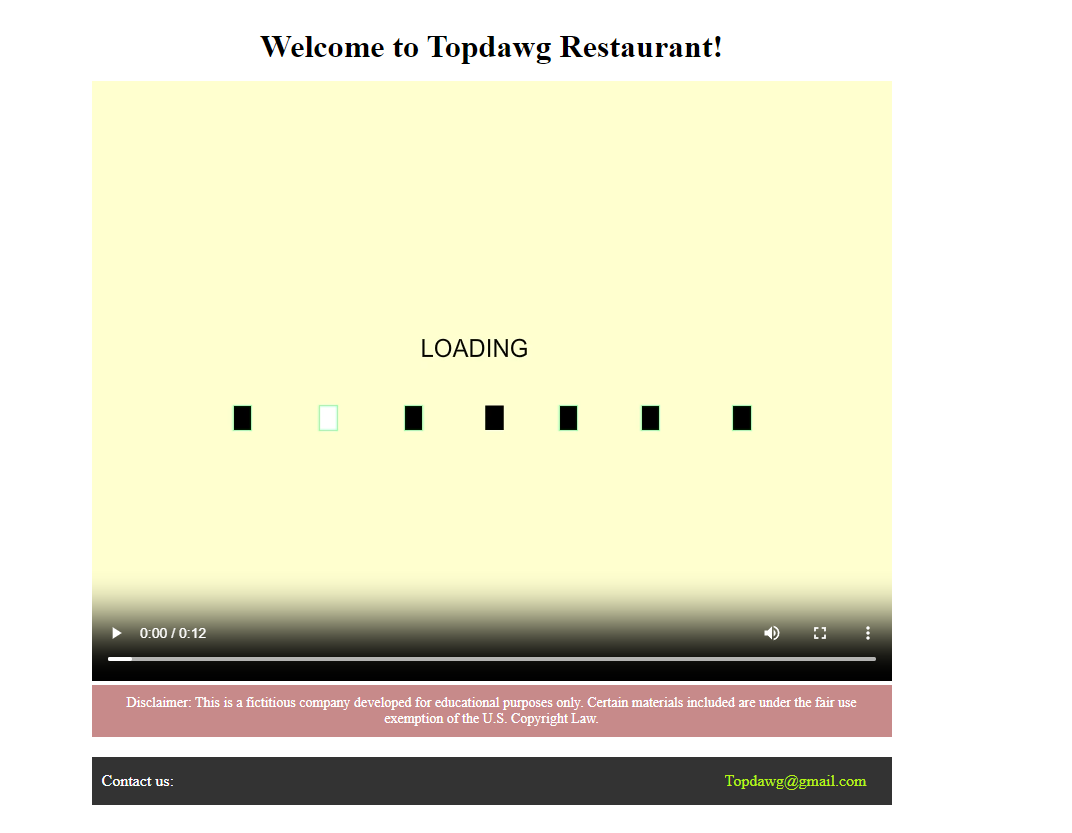 Welcome to Topdawg Restaurant!
LOADING
0:00 / 0:12
Disclaimer: This is a fictitious company developed for educational purposes only. Certain materials included are under the fair use
exemption of the U.S. Copyright Law.
Contact us: Topdawg@gmail.com